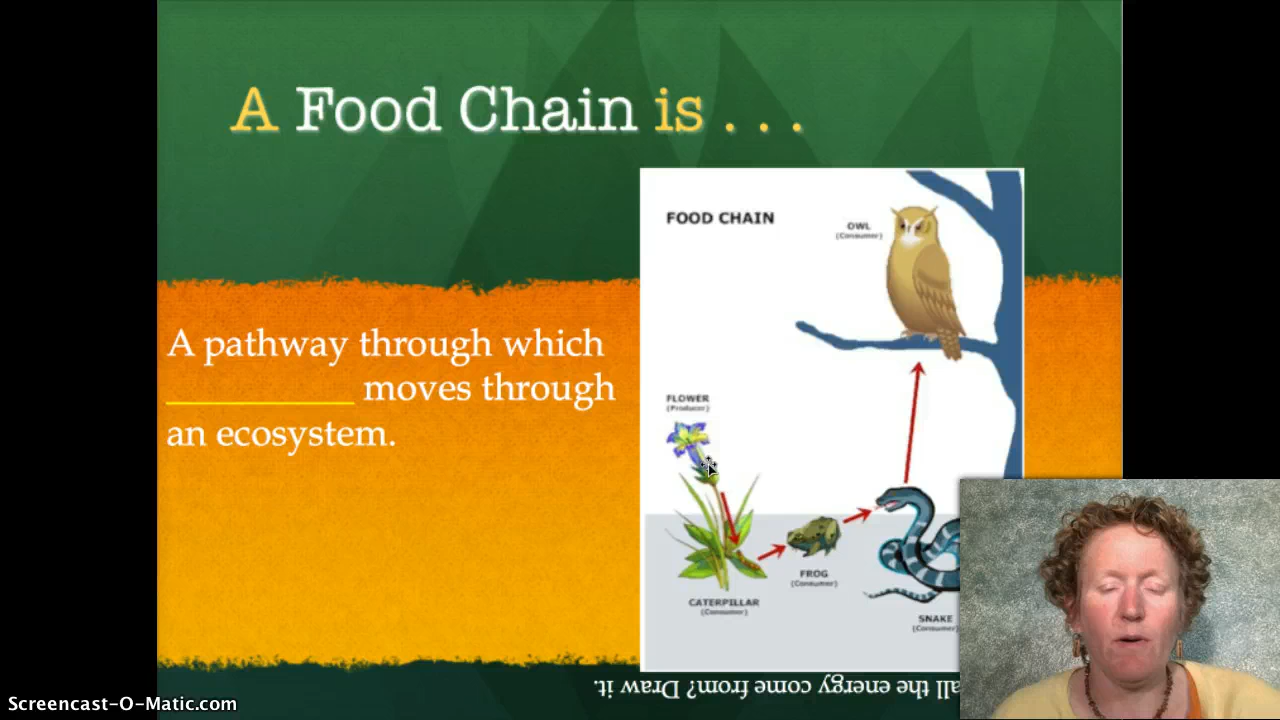 A Food Chain is . . .
FOOD CHAIN
OWL
(Consumer)
A pathway through which
__________ moves through
an ecosystem.
FLOWER
(Producer)
FROG
(Consumer)
CATERPILLAR
(Consumer)
SNAKE
(Consumer)
all the energy come from? Draw it.
Screencast-O-Matic.com